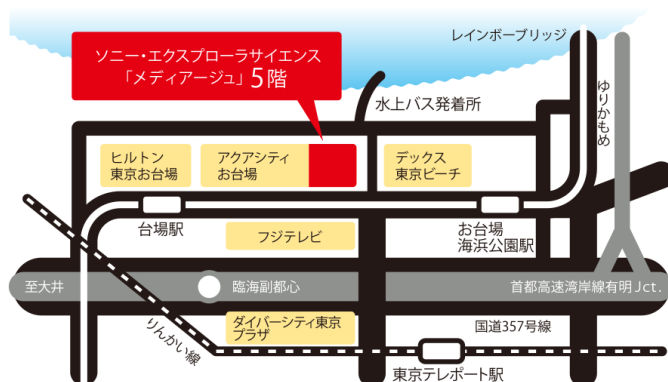 レインボーブリッジ
ソニー・エクスプローラサイエンス
「メディアージュ」5階
ゆりかもめ
水上バス発着所
ヒルトン
東京お台場
アクアシティ
お台場
デックス
東京ビーチ
台場駅
お台場
海浜公園駅
フジテレビ
至大井
臨海副都心
首都高速湾岸線有明Jct.
りんかい線
ダイバーシティ東京
プラザ
国道357号線
東京テレポート駅